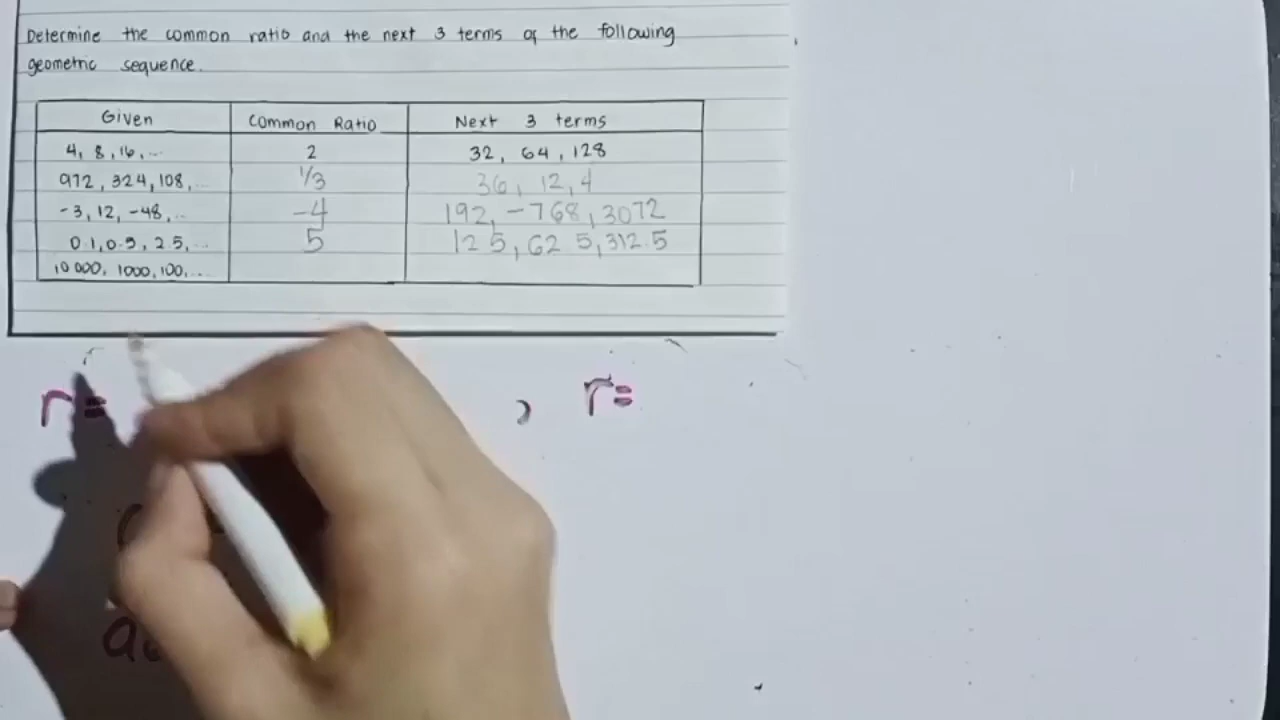 Determine the common ratio and the next 3 terms of the following
geometric sequence.
Given Common Ratio Next 3 terms
4, 8, 16, ... 2 32, 64, 128
972, 324, 108, ... 1/3 36, 12, 4
-3, 12, -48, ... -4 192, -768, 3072
0.1, 0.5, 2.5, ... 5 12 5, 62 5, 312.5
10 000, 1000, 100, ...
r= , r=